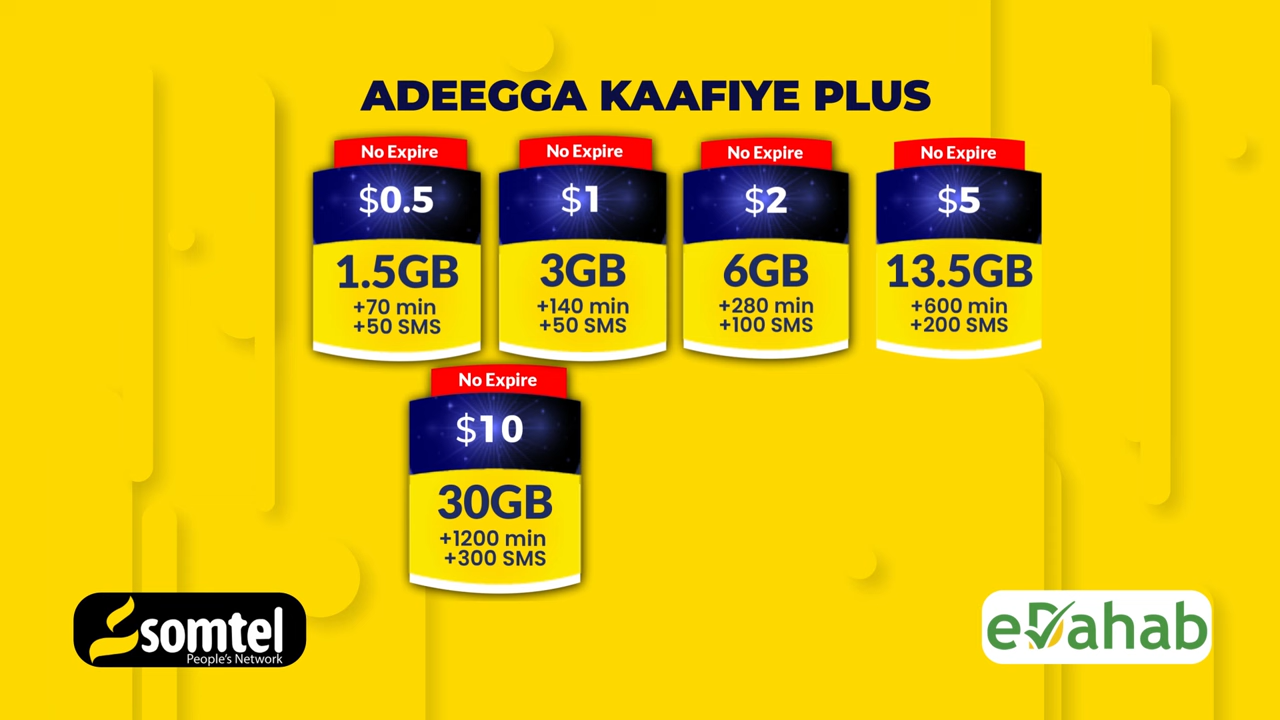 ADEEGGA KAAFIYE PLUS
No Expire
$0.5
1.5GB
+70 min
+50 SMS
No Expire
$1
3GB
+140 min
+50 SMS
No Expire
$2
6GB
+280 min
+100 SMS
No Expire
$5
13.5GB
+600 min
+200 SMS
No Expire
$10
30GB
+1200 min
+300 SMS
somtel
People's Network
eDahab